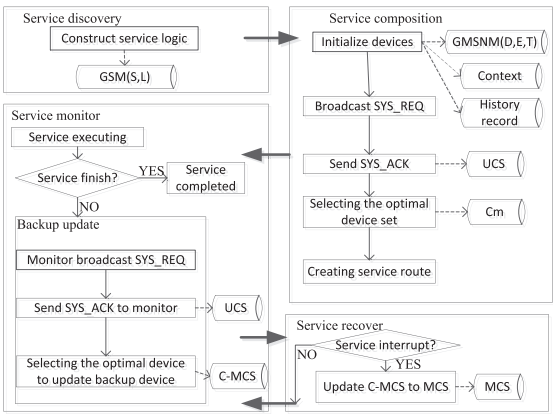 Service discovery
Construct service logic
GSM(S,L)
Service composition
Initialize devices
GMSNM(D,E,T)
Context
History
record
Broadcast SYS_REQ
Send SYS_ACK
UCS
Selecting the optimal
device set
Cm
Creating service route
Service monitor
Service executing
Service finish?
YES
Service
completed
NO
Backup update
Monitor broadcast SYS_REQ
Send SYS_ACK to monitor
UCS
Selecting the optimal device
to update backup device
C-MCS
Service recover
Service interrupt?
NO
YES
Update C-MCS to MCS
MCS